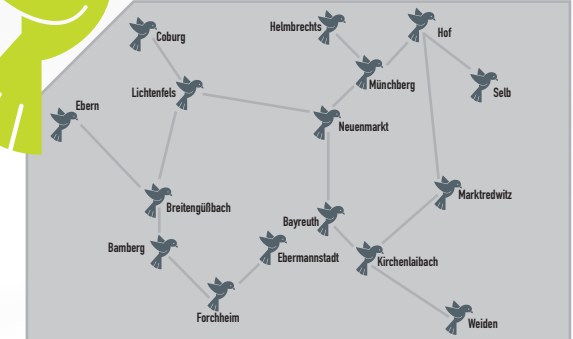 Helmbrechts
Hof
Coburg
Münchberg
Lichtenfels
Selb
Ebern
Neuenmarkt
Marktredwitz
Breitengüßbach
Bayreuth
Bamberg
Ebermannstadt
Kirchenlaibach
Forchheim
Weiden